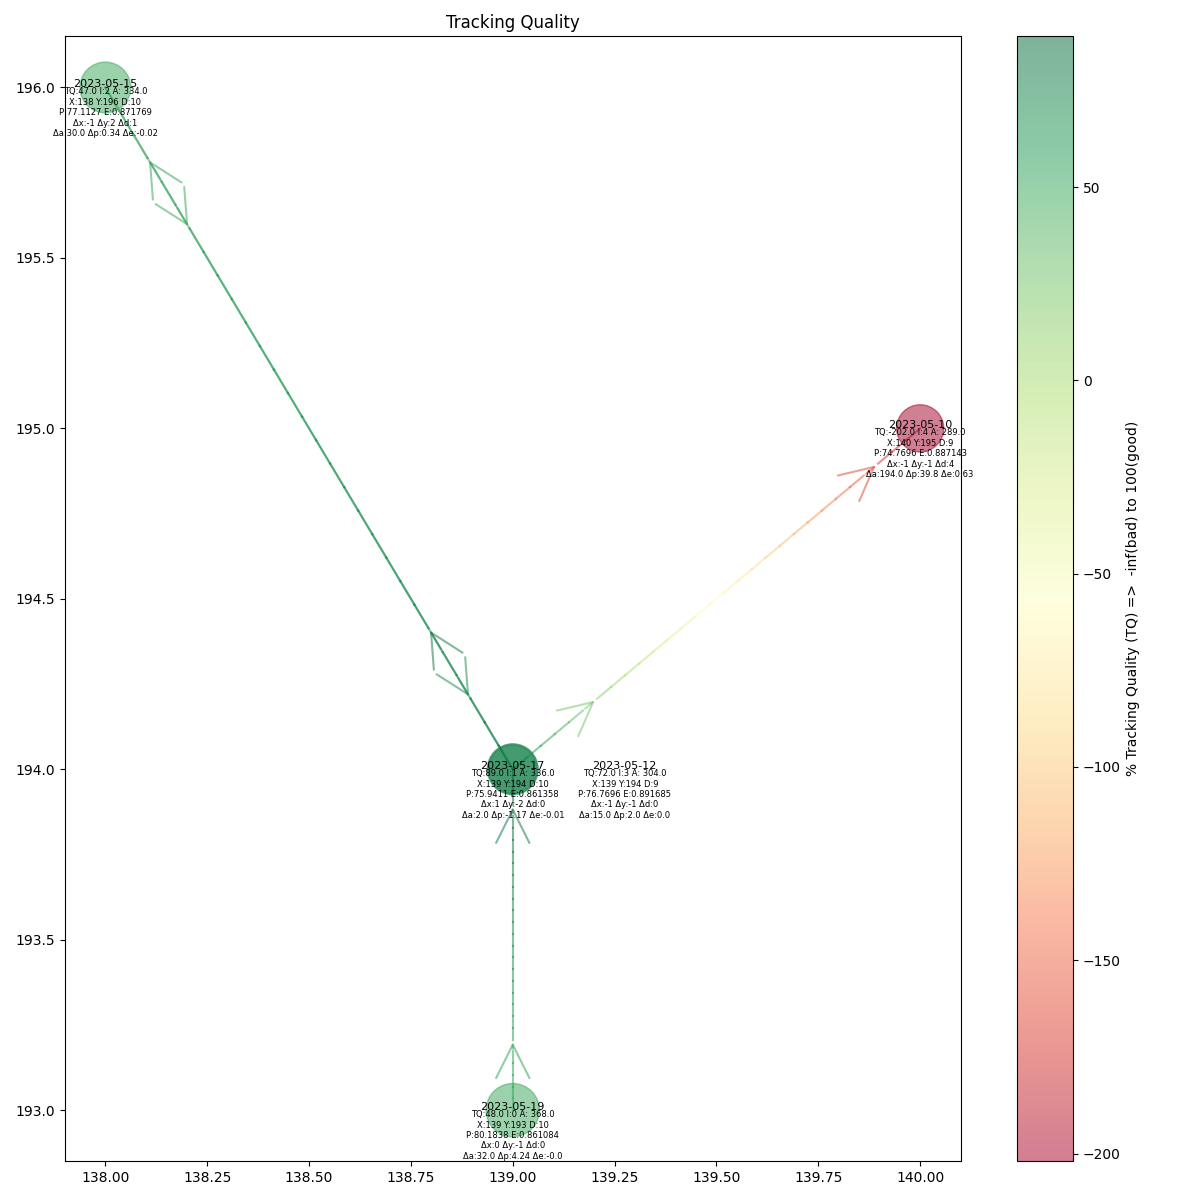 Tracking Quality
196.0
195.5
195.0
194.5
194.0
193.5
193.0
138.00 138.25 138.50 138.75 139.00 139.25 139.50 139.75 140.00
2023-05-15
TQ:47.0 I:2 A: 334.0
X:138 Y:196 D:10
P:77.1127 E:0.871769
Δx:-1 Δy:2 Δd:1
Δa:30.0 Δp:0.34 Δe:-0.02
2023-05-10
TQ:-202.0 I:4 A: 289.0
X:140 Y:195 D:9
P:74.7696 E:0.887143
Δx:-1 Δy:-1 Δd:4
Δa:194.0 Δp:39.8 Δe:0.63
2023-05-17
TQ:89.0 I:1 A: 336.0
X:139 Y:194 D:10
P:75.9411 E:0.861358
Δx:1 Δy:-2 Δd:0
Δa:2.0 Δp:-1.17 Δe:-0.01
2023-05-12
TQ:72.0 I:3 A: 304.0
X:139 Y:194 D:9
P:76.7696 E:0.891685
Δx:-1 Δy:-1 Δd:0
Δa:15.0 Δp:2.0 Δe:0.0
2023-05-19
TQ:48.0 I:0 A: 368.0
X:139 Y:193 D:10
P:80.1838 E:0.861084
Δx:0 Δy:-1 Δd:0
Δa:32.0 Δp:4.24 Δe:-0.0
50
0
−50
−100
−150
−200
% Tracking Quality (TQ) => -inf(bad) to 100(good)